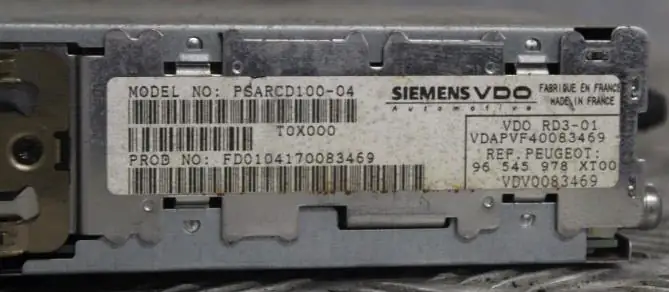 MODEL NO: PSARCD100-04
T0X000
PROD NO: FD0104170083469
SIEMENS VDO
Automotive
FABRIQUE EN FRANCE
MADE IN FRANCE
VDO RD3-01
VDAPVF40083469
REF. PEUGEOT:
96 545 978 XT00
VDV0083469